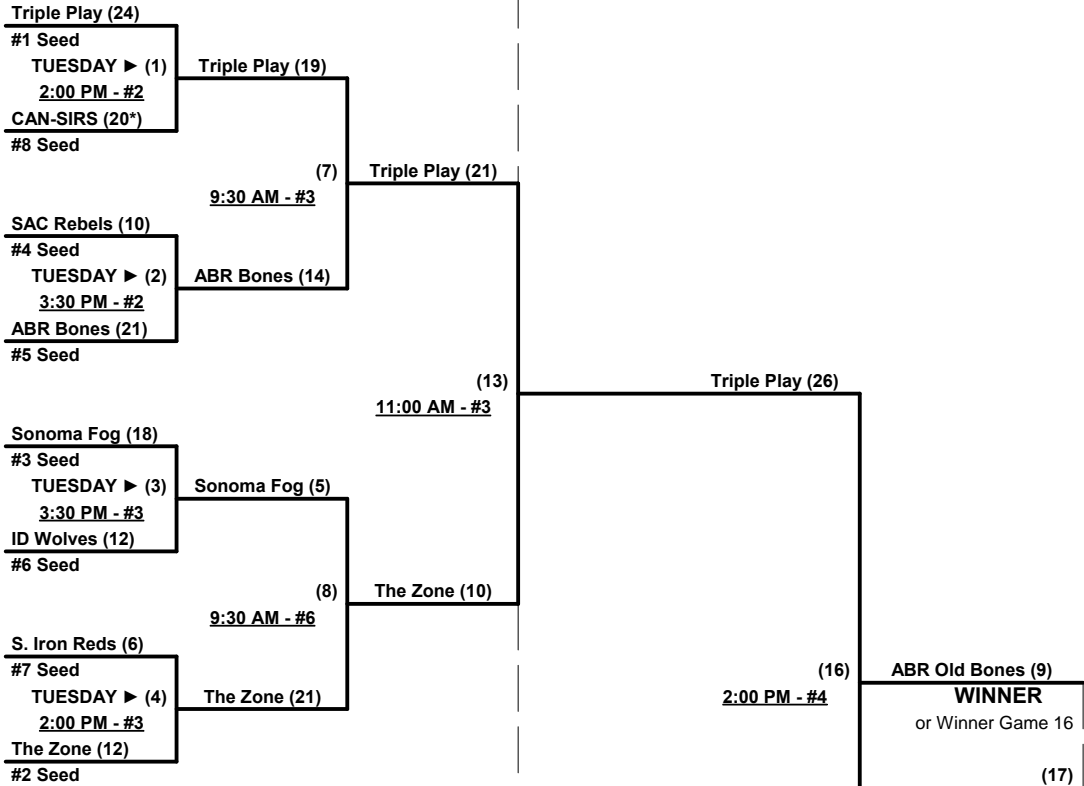 Triple Play (24)
#1 Seed
TUESDAY ► (1)
Triple Play (19)
2:00 PM - #2
CAN-SIRS (20*)
#8 Seed
(7)
Triple Play (21)
9:30 AM - #3
SAC Rebels (10)
#4 Seed
TUESDAY ► (2)
ABR Bones (14)
3:30 PM - #2
ABR Bones (21)
#5 Seed
(13)
Triple Play (26)
11:00 AM - #3
Sonoma Fog (18)
#3 Seed
TUESDAY ► (3)
Sonoma Fog (5)
3:30 PM - #3
ID Wolves (12)
#6 Seed
(8)
The Zone (10)
9:30 AM - #6
S. Iron Reds (6)
#7 Seed
(16)
ABR Old Bones (9)
TUESDAY ► (4)
The Zone (21)
2:00 PM - #4
WINNER
2:00 PM - #3
or Winner Game 16
The Zone (12)
#2 Seed
(17)